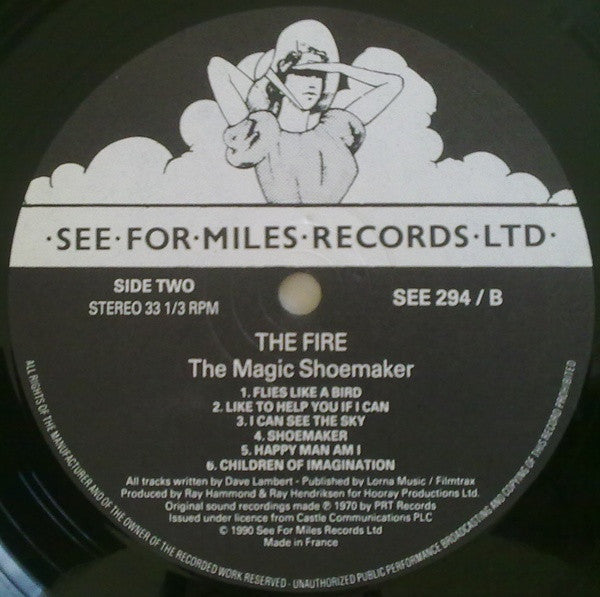 ·SEE·FOR·MILES·RECORDS·LTD·
SIDE TWO
STEREO 33 1/3 RPM
SEE 294 / B
THE FIRE
The Magic Shoemaker
1. FLIES LIKE A BIRD
2. LIKE TO HELP YOU IF I CAN
3. I CAN SEE THE SKY
4. SHOEMAKER
5. HAPPY MAN AM I
6. CHILDREN OF IMAGINATION
All tracks written by Dave Lambert - Published by Lorna Music / Filmtrax
Produced by Ray Hammond & Ray Hendriksen for Hooray Productions Ltd.
Original sound recordings made ℗ 1970 by PRT Records
Issued under licence from Castle Communications PLC
© 1990 See For Miles Records Ltd
Made in France
ALL RIGHTS OF THE MANUFACTURER AND OF THE OWNER OF THE RECORDED WORK RESERVED - UNAUTHORIZED PUBLIC PERFORMANCE BROADCASTING AND COPYING OF THIS RECORD PROHIBITED